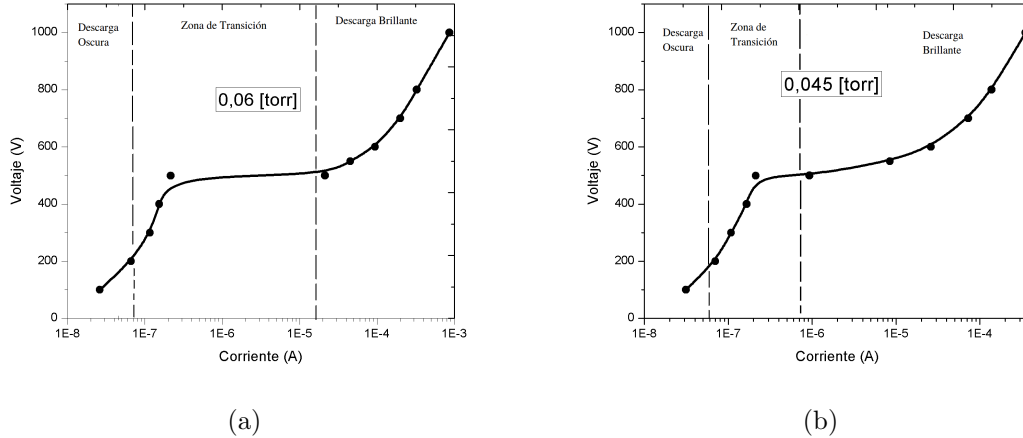 Descarga
Oscura
Zona de Transición
Descarga Brillante
0,06 [torr]
1000
800
600
400
200
0
Voltaje (V)
1E-8
1E-7
1E-6
1E-5
1E-4
1E-3
Corriente (A)
(a)
Descarga
Oscura
Zona de
Transición
Descarga
Brillante
0,045 [torr]
1000
800
600
400
200
0
Voltaje (V)
1E-8
1E-7
1E-6
1E-5
1E-4
Corriente (A)
(b)